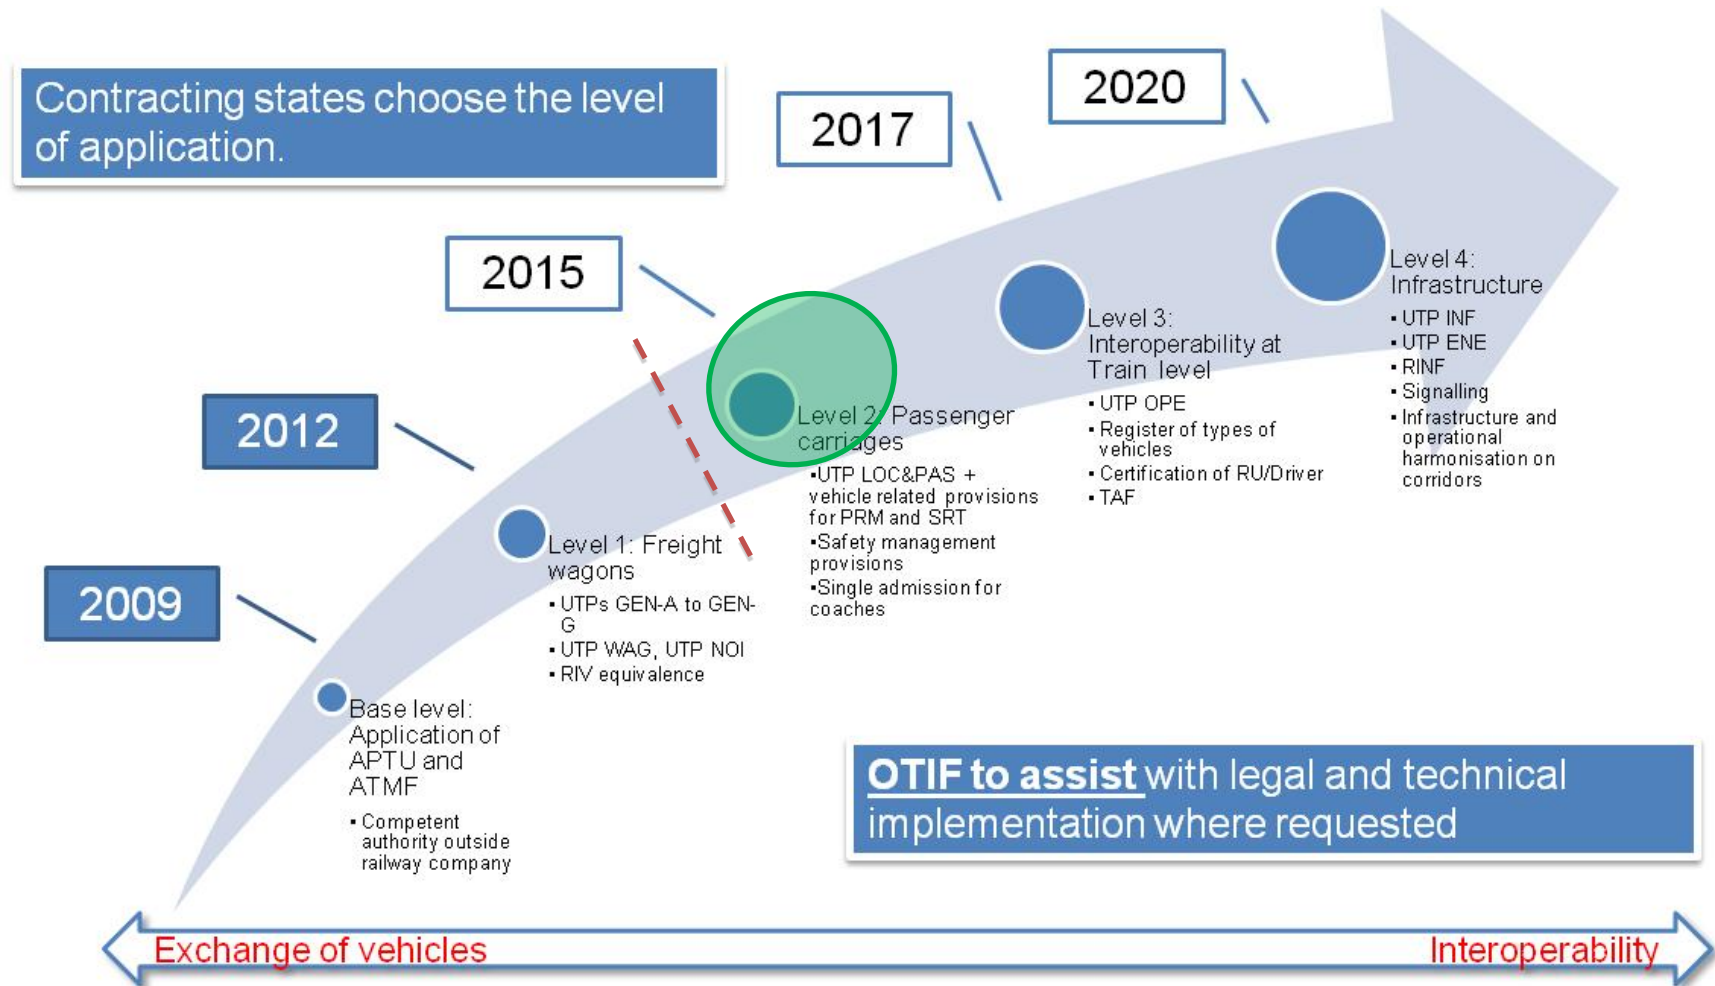 Contracting states choose the level
of application.
2009
Base level:
Application of
APTU and
ATMF
▪ Competent
authority outside
railway company
2012
Level 1: Freight
wagons
▪ UTPs GEN-A to GEN-
G
▪ UTP WAG, UTP NOI
▪ RIV equivalence
2015
Level 2: Passenger
carriages
▪UTP LOC&PAS +
vehicle related provisions
for PRM and SRT
▪Safety management
provisions
▪Single admission for
coaches
2017
Level 3:
Interoperability at
Train level
▪ UTP OPE
▪ Register of types of
vehicles
▪ Certification of RU/Driver
▪ TAF
2020
Level 4:
Infrastructure
▪ UTP INF
▪ UTP ENE
▪ RINF
▪ Signalling
▪ Infrastructure and
operational
harmonisation on
corridors
OTIF to assist with legal and technical
implementation where requested
Exchange of vehicles
Interoperability